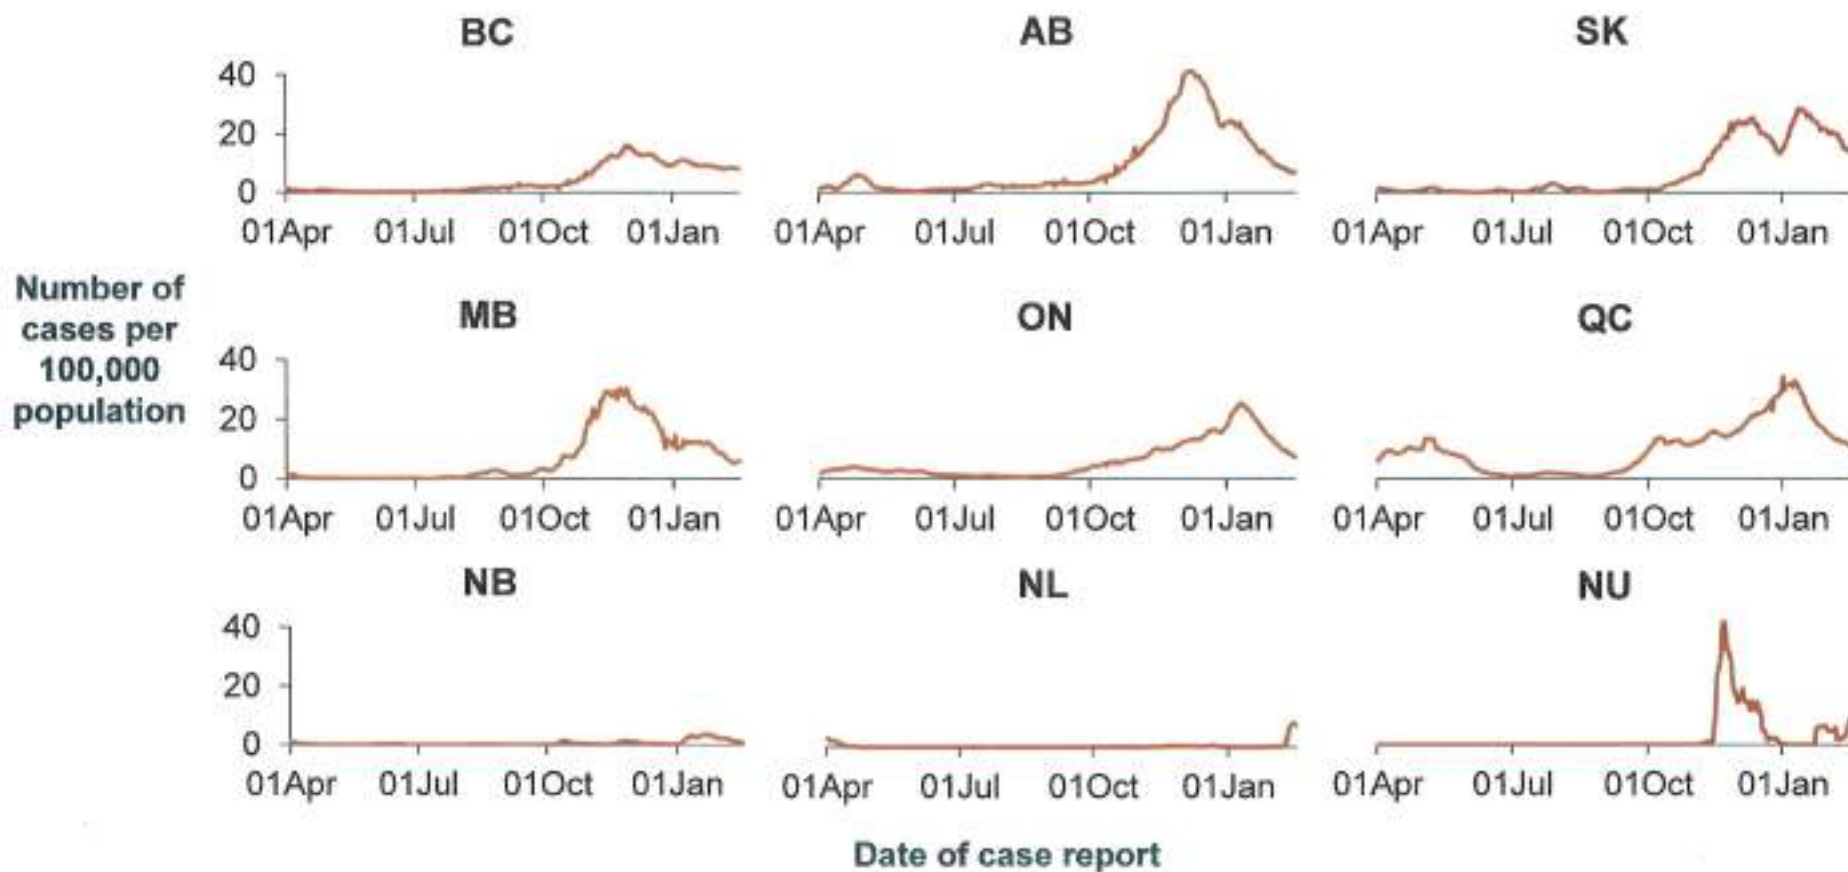 BC
AB
SK
40
20
0
01Apr 01Jul 01Oct 01Jan
01Apr 01Jul 01Oct 01Jan
01Apr 01Jul 01Oct 01Jan
Number of
cases per
100,000
population
MB
ON
QC
40
20
0
01Apr 01Jul 01Oct 01Jan
01Apr 01Jul 01Oct 01Jan
01Apr 01Jul 01Oct 01Jan
NB
NL
NU
40
20
0
01Apr 01Jul 01Oct 01Jan
01Apr 01Jul 01Oct 01Jan
01Apr 01Jul 01Oct 01Jan
Date of case report